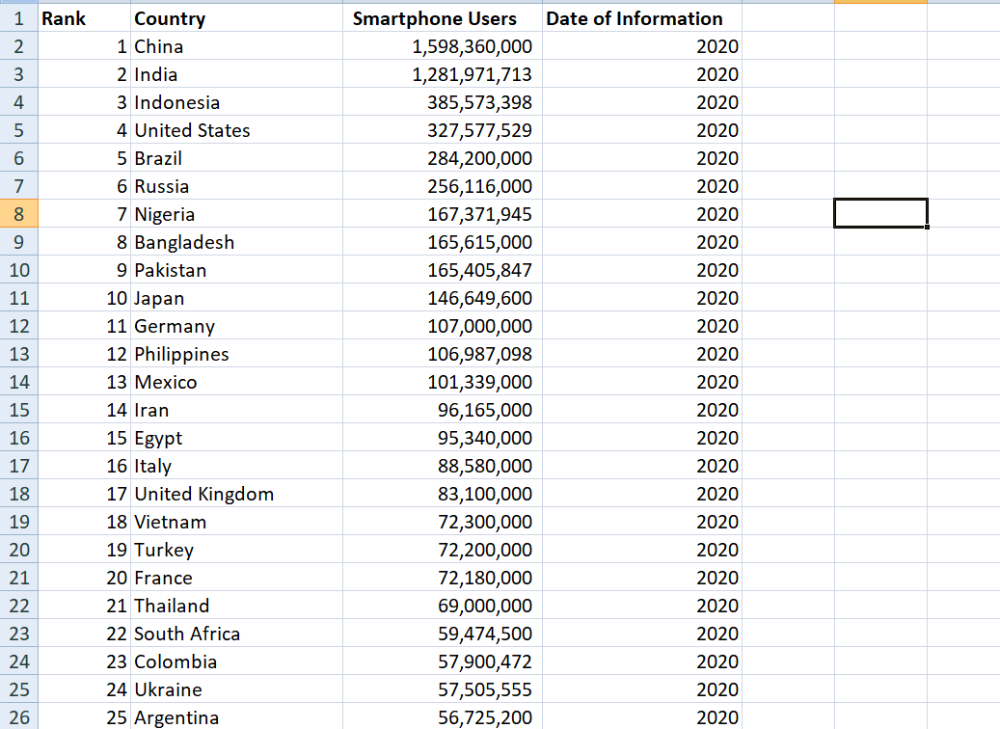 1 Rank Country Smartphone Users Date of Information
2 1 China 1,598,360,000 2020
3 2 India 1,281,971,713 2020
4 3 Indonesia 385,573,398 2020
5 4 United States 327,577,529 2020
6 5 Brazil 284,200,000 2020
7 6 Russia 256,116,000 2020
8 7 Nigeria 167,371,945 2020
9 8 Bangladesh 165,615,000 2020
10 9 Pakistan 165,405,847 2020
11 10 Japan 146,649,600 2020
12 11 Germany 107,000,000 2020
13 12 Philippines 106,987,098 2020
14 13 Mexico 101,339,000 2020
15 14 Iran 96,165,000 2020
16 15 Egypt 95,340,000 2020
17 16 Italy 88,580,000 2020
18 17 United Kingdom 83,100,000 2020
19 18 Vietnam 72,300,000 2020
20 19 Turkey 72,200,000 2020
21 20 France 72,180,000 2020
22 21 Thailand 69,000,000 2020
23 22 South Africa 59,474,500 2020
24 23 Colombia 57,900,472 2020
25 24 Ukraine 57,505,555 2020
26 25 Argentina 56,725,200 2020